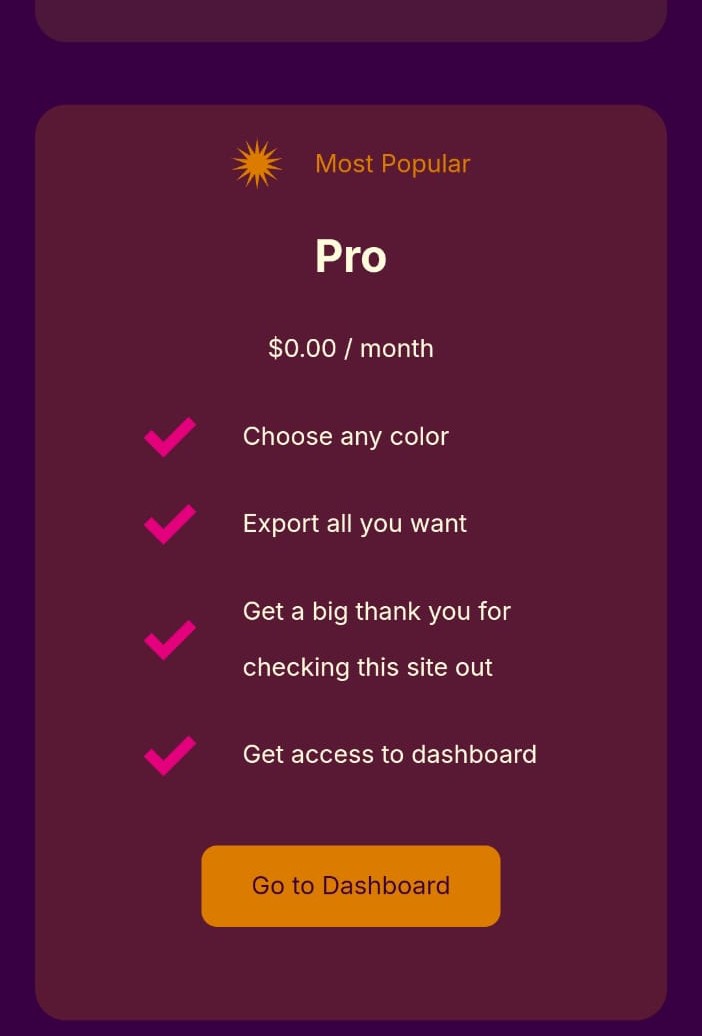 Most Popular
Pro
$0.00 / month
Choose any color
Export all you want
Get a big thank you for
checking this site out
Get access to dashboard
Go to Dashboard